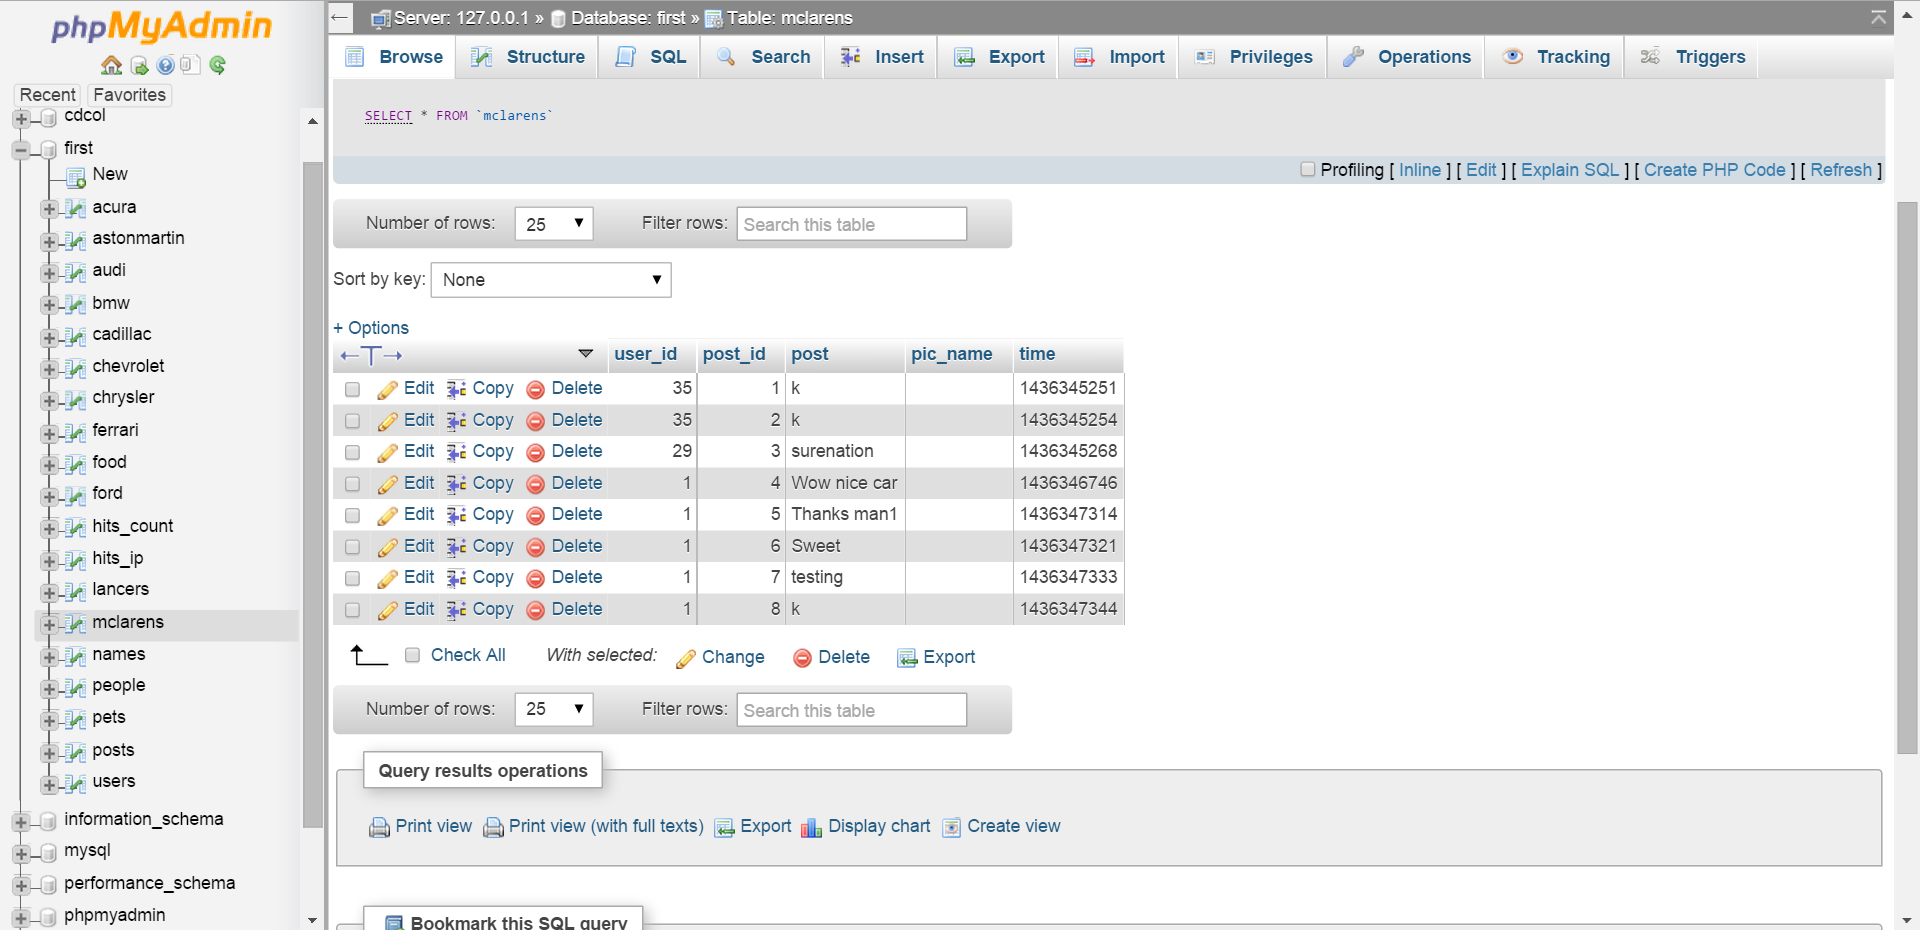 phpMyAdmin
Recent Favorites
cdcol
first
New
acura
astonmartin
audi
bmw
cadillac
chevrolet
chrysler
ferrari
food
ford
hits_count
hits_ip
lancers
mclarens
names
people
pets
posts
users
information_schema
mysql
performance_schema
phpmyadmin
Server: 127.0.0.1 » Database: first » Table: mclarens
Browse Structure SQL Search Insert Export Import Privileges Operations Tracking Triggers
SELECT * FROM `mclarens`
Profiling [ Inline ] [ Edit ] [ Explain SQL ] [ Create PHP Code ] [ Refresh ]
Number of rows: 25 Filter rows: Search this table
Sort by key: None
+ Options
user_id post_id post pic_name time
Edit Copy Delete 35 1 k 1436345251
Edit Copy Delete 35 2 k 1436345254
Edit Copy Delete 29 3 surenation 1436345268
Edit Copy Delete 1 4 Wow nice car 1436346746
Edit Copy Delete 1 5 Thanks man1 1436347314
Edit Copy Delete 1 6 Sweet 1436347321
Edit Copy Delete 1 7 testing 1436347333
Edit Copy Delete 1 8 k 1436347344
Check All With selected: Change Delete Export
Number of rows: 25 Filter rows: Search this table
Query results operations
Print view Print view (with full texts) Export Display chart Create view
Bookmark this SQL query